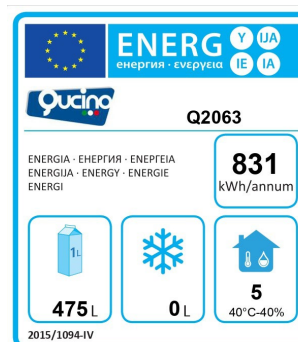 ENERG Y IJA
енергия · ενεργεια IE IA
Qucino
Q2063
ENERGIA · ЕНЕРГИЯ · ΕΝΕΡΓΕΙΑ
ENERGIJA · ENERGY · ENERGIE
ENERGI
831
kWh/annum
1L
475 L
0 L
5
40°C-40%
2015/1094-IV